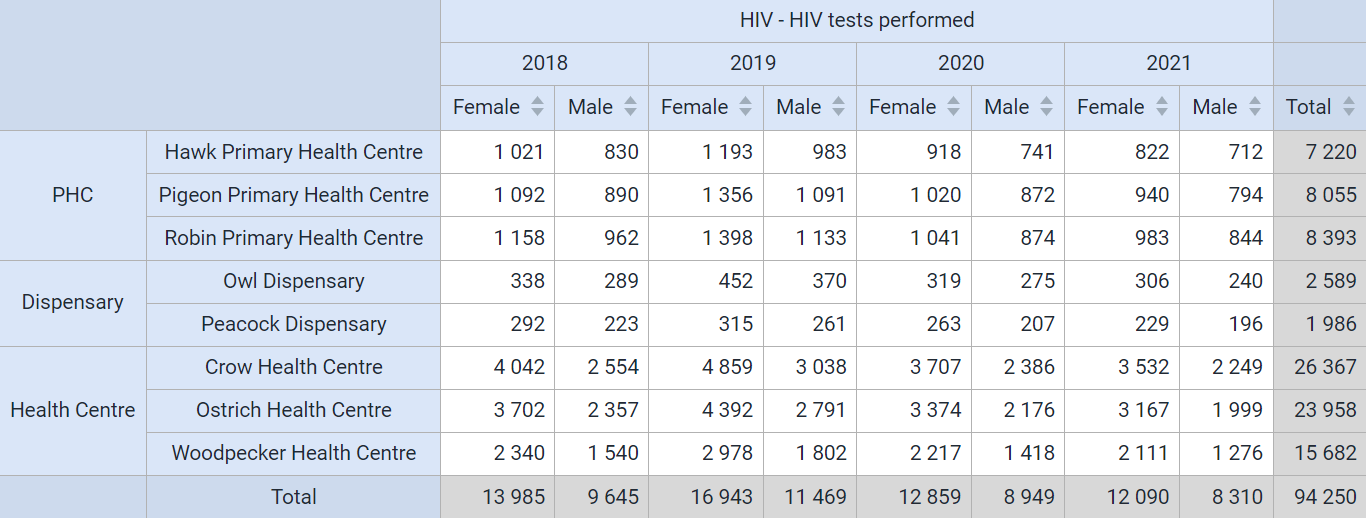 HIV - HIV tests performed
2018 2019 2020 2021
Female Male Female Male Female Male Female Male Total
PHC
Hawk Primary Health Centre 1 021 830 1 193 983 918 741 822 712 7 220
Pigeon Primary Health Centre 1 092 890 1 356 1 091 1 020 872 940 794 8 055
Robin Primary Health Centre 1 158 962 1 398 1 133 1 041 874 983 844 8 393
Dispensary
Owl Dispensary 338 289 452 370 319 275 306 240 2 589
Peacock Dispensary 292 223 315 261 263 207 229 196 1 986
Health Centre
Crow Health Centre 4 042 2 554 4 859 3 038 3 707 2 386 3 532 2 249 26 367
Ostrich Health Centre 3 702 2 357 4 392 2 791 3 374 2 176 3 167 1 999 23 958
Woodpecker Health Centre 2 340 1 540 2 978 1 802 2 217 1 418 2 111 1 276 15 682
Total 13 985 9 645 16 943 11 469 12 859 8 949 12 090 8 310 94 250